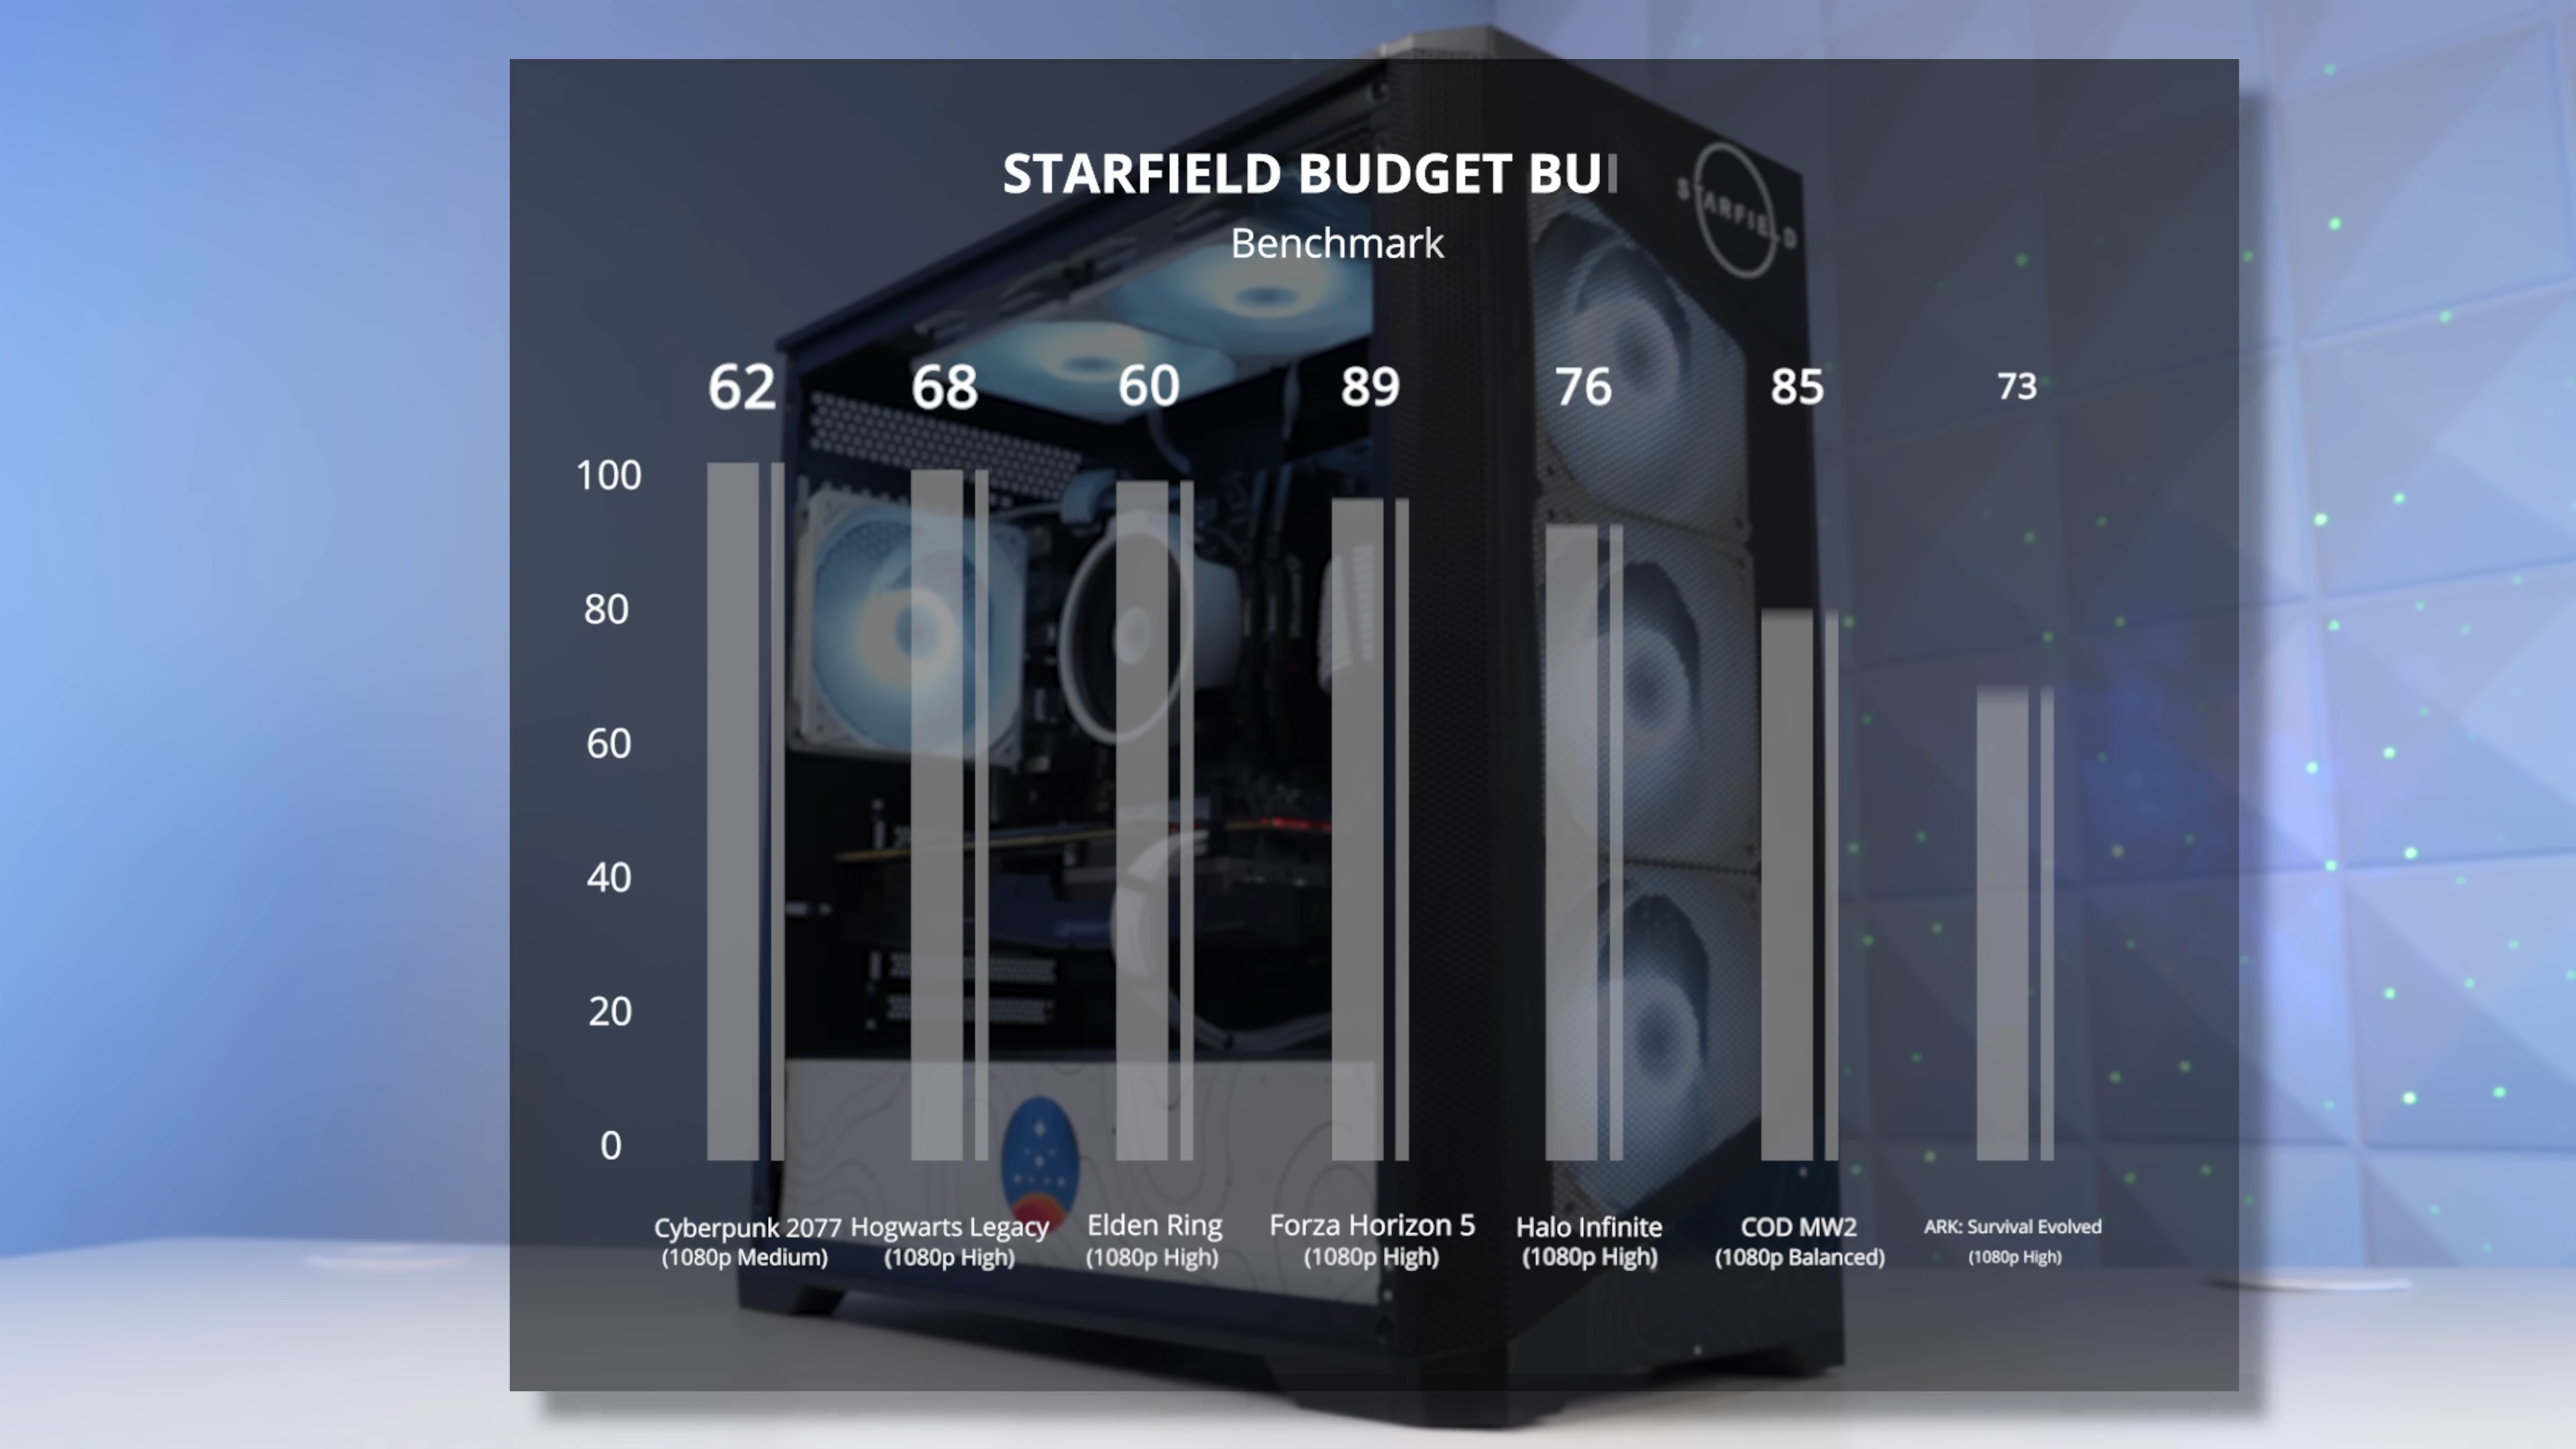 STARFIELD BUDGET BUI
Benchmark
STARFIELD
62 68 60 89 76 85 73
100
80
60
40
20
0
Cyberpunk 2077 Hogwarts Legacy Elden Ring Forza Horizon 5 Halo Infinite COD MW2 ARK: Survival Evolved
(1080p Medium) (1080p High) (1080p High) (1080p High) (1080p High) (1080p Balanced) (1080p High)